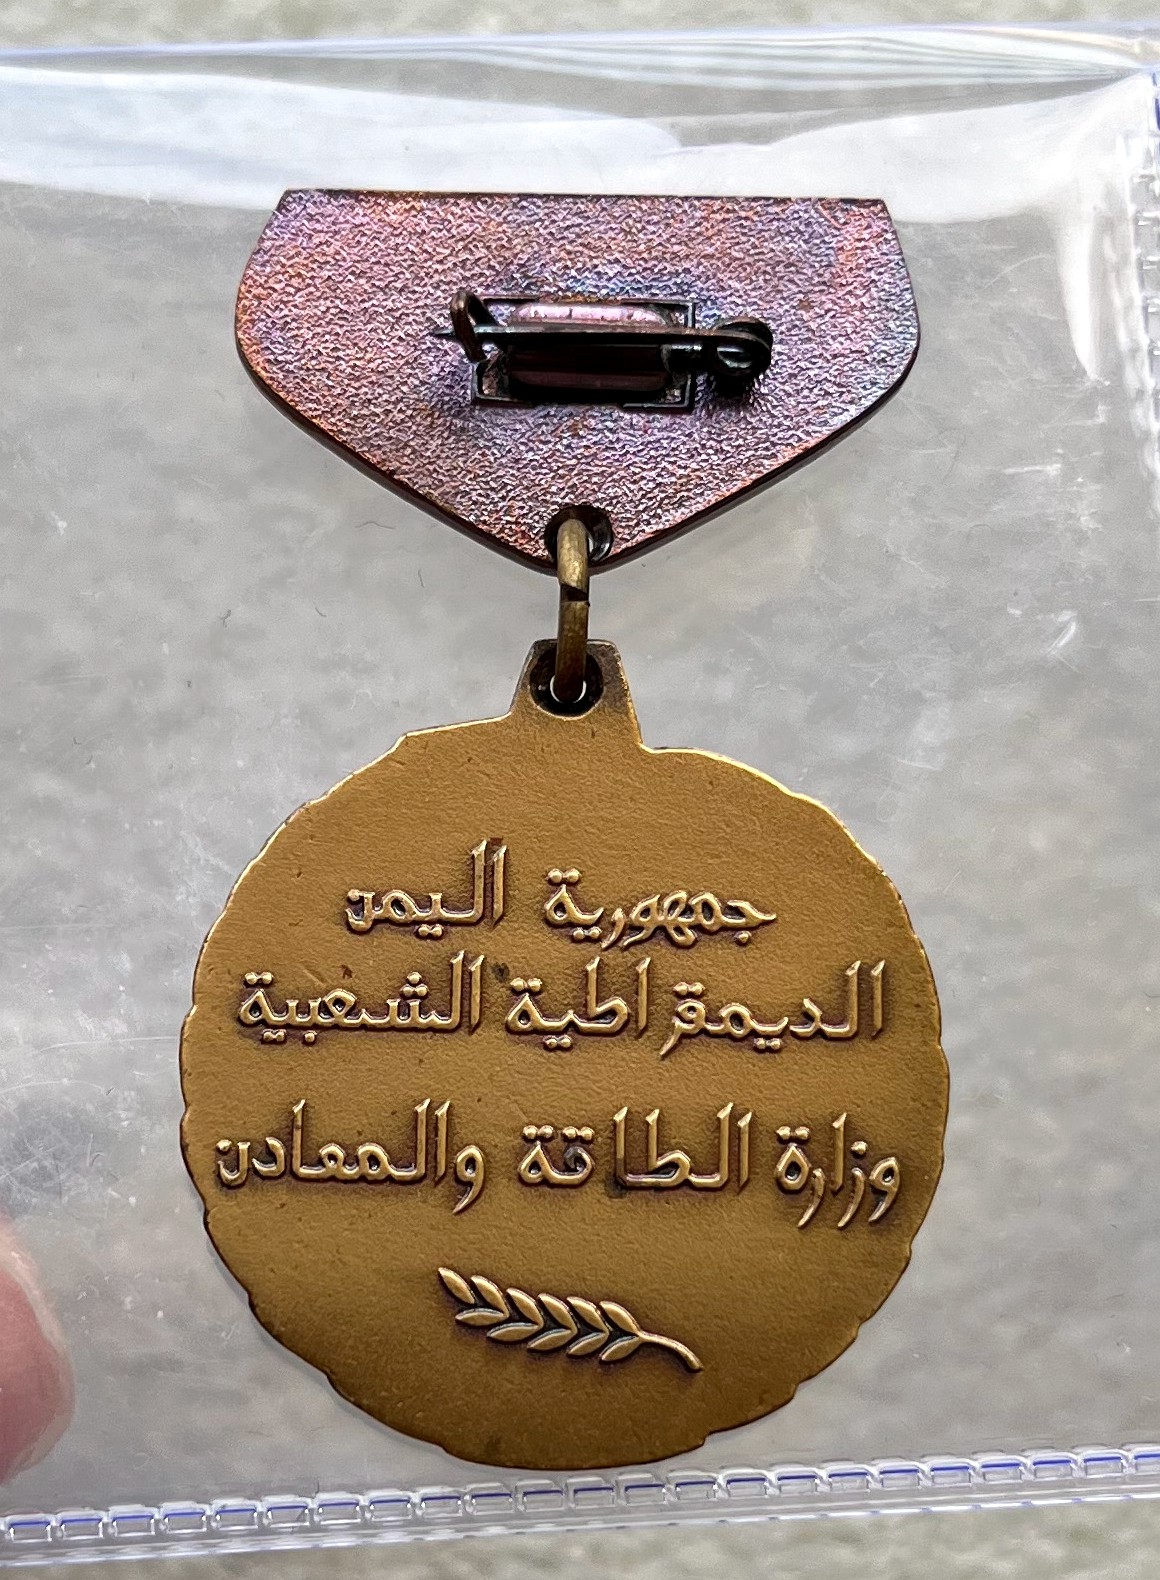 جمهورية اليمن
الديمقراطية الشعبية
وزارة الطاقة والمعادن